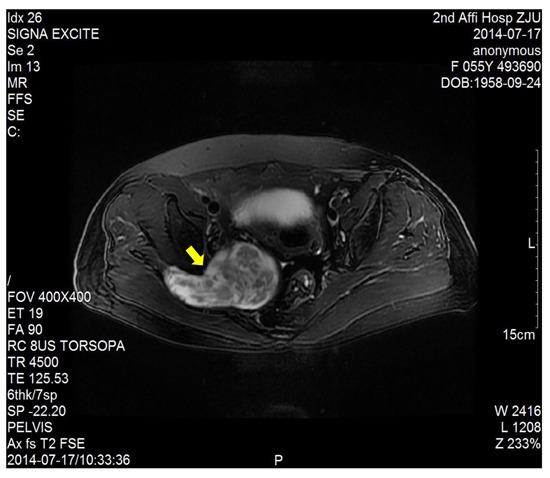 Idx 26
SIGNA EXCITE
Se 2
Im 13
MR
FFS
SE
C:
2nd Affi Hosp ZJU
2014-07-17
anonymous
F 055Y 493690
DOB:1958-09-24
L
15cm
/
FOV 400X400
ET 19
FA 90
RC 8US TORSOPA
TR 4500
TE 125.53
6thk/7sp
SP -22.20
PELVIS
Ax fs T2 FSE
2014-07-17/10:33:36
P
W 2416
L 1208
Z 233%